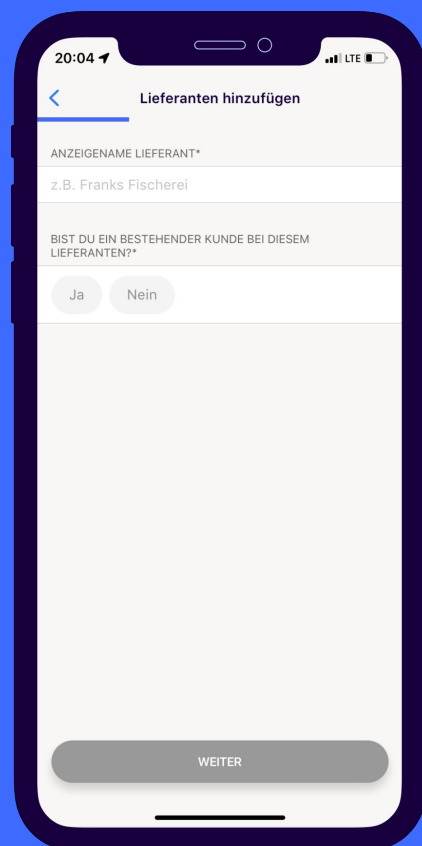 20:04
LTE
Lieferanten hinzufügen
ANZEIGENAME LIEFERANT*
z.B. Franks Fischerei
BIST DU EIN BESTEHENDER KUNDE BEI DIESEM
LIEFERANTEN?*
Ja Nein
WEITER